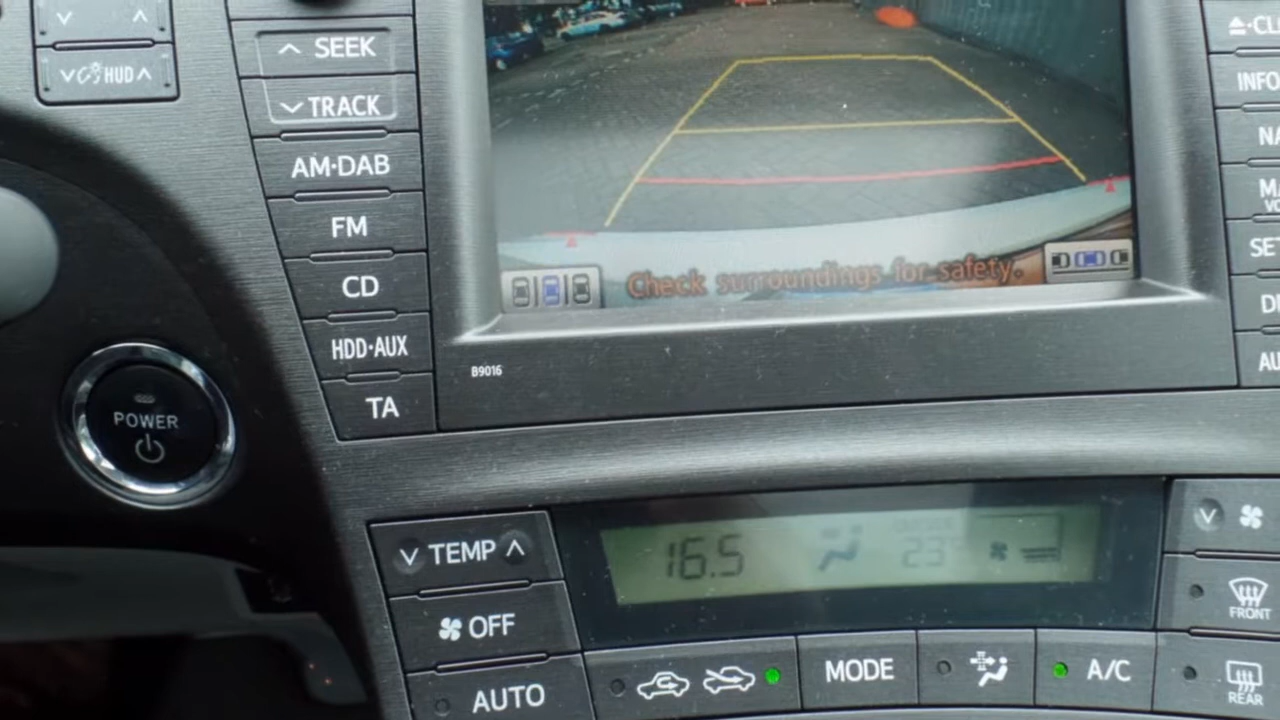 HUD
SEEK
TRACK
AM·DAB
FM
CD
HDD·AUX
TA
POWER
Check surroundings for safety.
B9016
INFO
TEMP
OFF
AUTO
16.5
23
MODE
A/C
FRONT
REAR